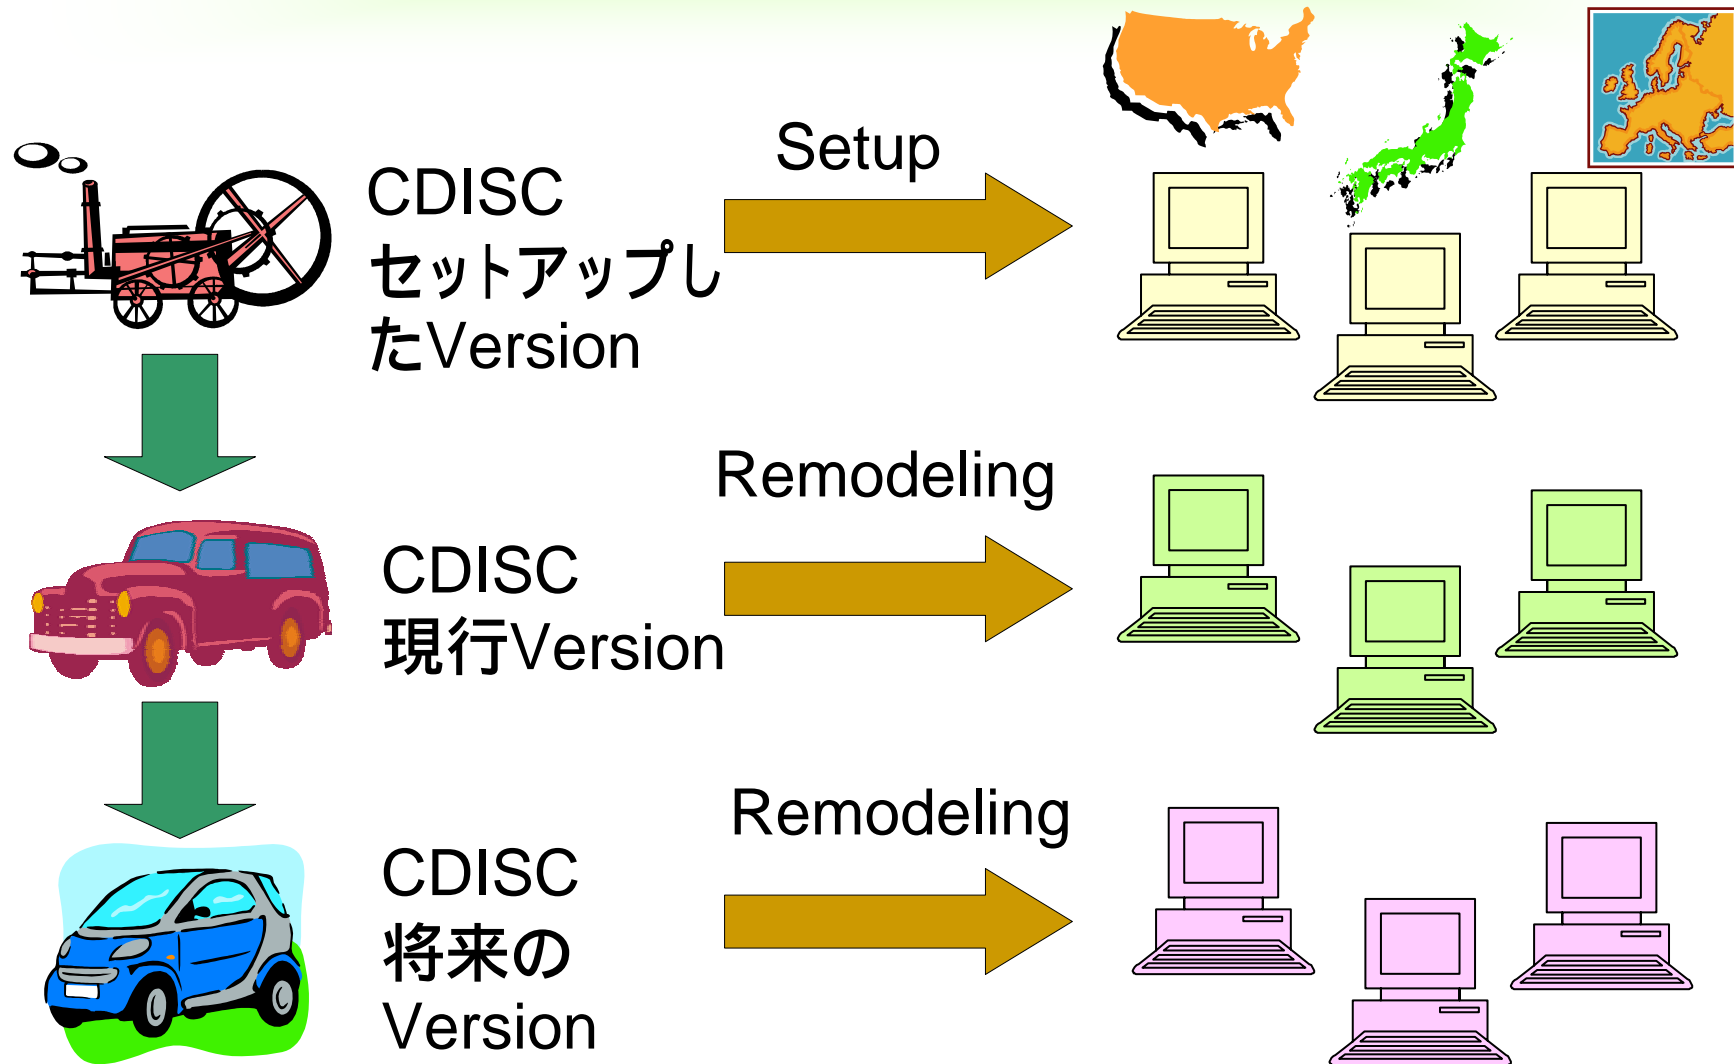 Setup
CDISC
セットアップし
たVersion
Remodeling
CDISC
現行Version
Remodeling
CDISC
将来の
Version